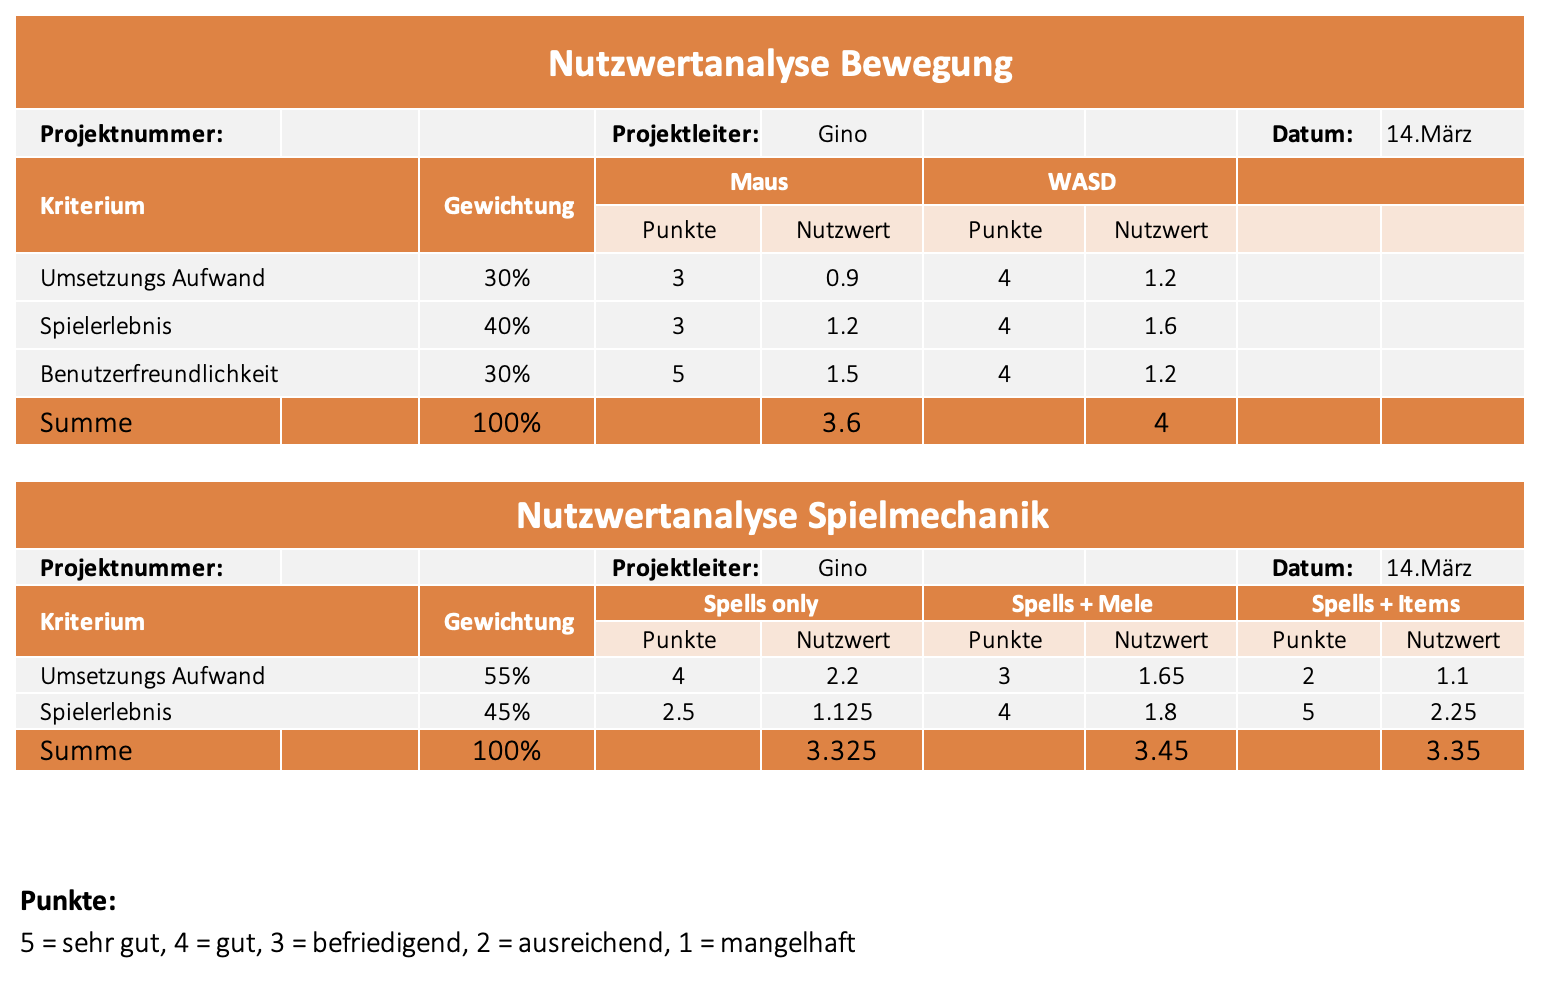 Nutzwertanalyse Bewegung
Projektnummer: Projektleiter: Gino Datum: 14.März
Kriterium Gewichtung Maus WASD
Punkte Nutzwert Punkte Nutzwert
Umsetzungs Aufwand 30% 3 0.9 4 1.2
Spielerlebnis 40% 3 1.2 4 1.6
Benutzerfreundlichkeit 30% 5 1.5 4 1.2
Summe 100% 3.6 4
Nutzwertanalyse Spielmechanik
Projektnummer: Projektleiter: Gino Datum: 14.März
Kriterium Gewichtung Spells only Spells + Mele Spells + Items
Punkte Nutzwert Punkte Nutzwert Punkte Nutzwert
Umsetzungs Aufwand 55% 4 2.2 3 1.65 2 1.1
Spielerlebnis 45% 2.5 1.125 4 1.8 5 2.25
Summe 100% 3.325 3.45 3.35
Punkte:
5 = sehr gut, 4 = gut, 3 = befriedigend, 2 = ausreichend, 1 = mangelhaft